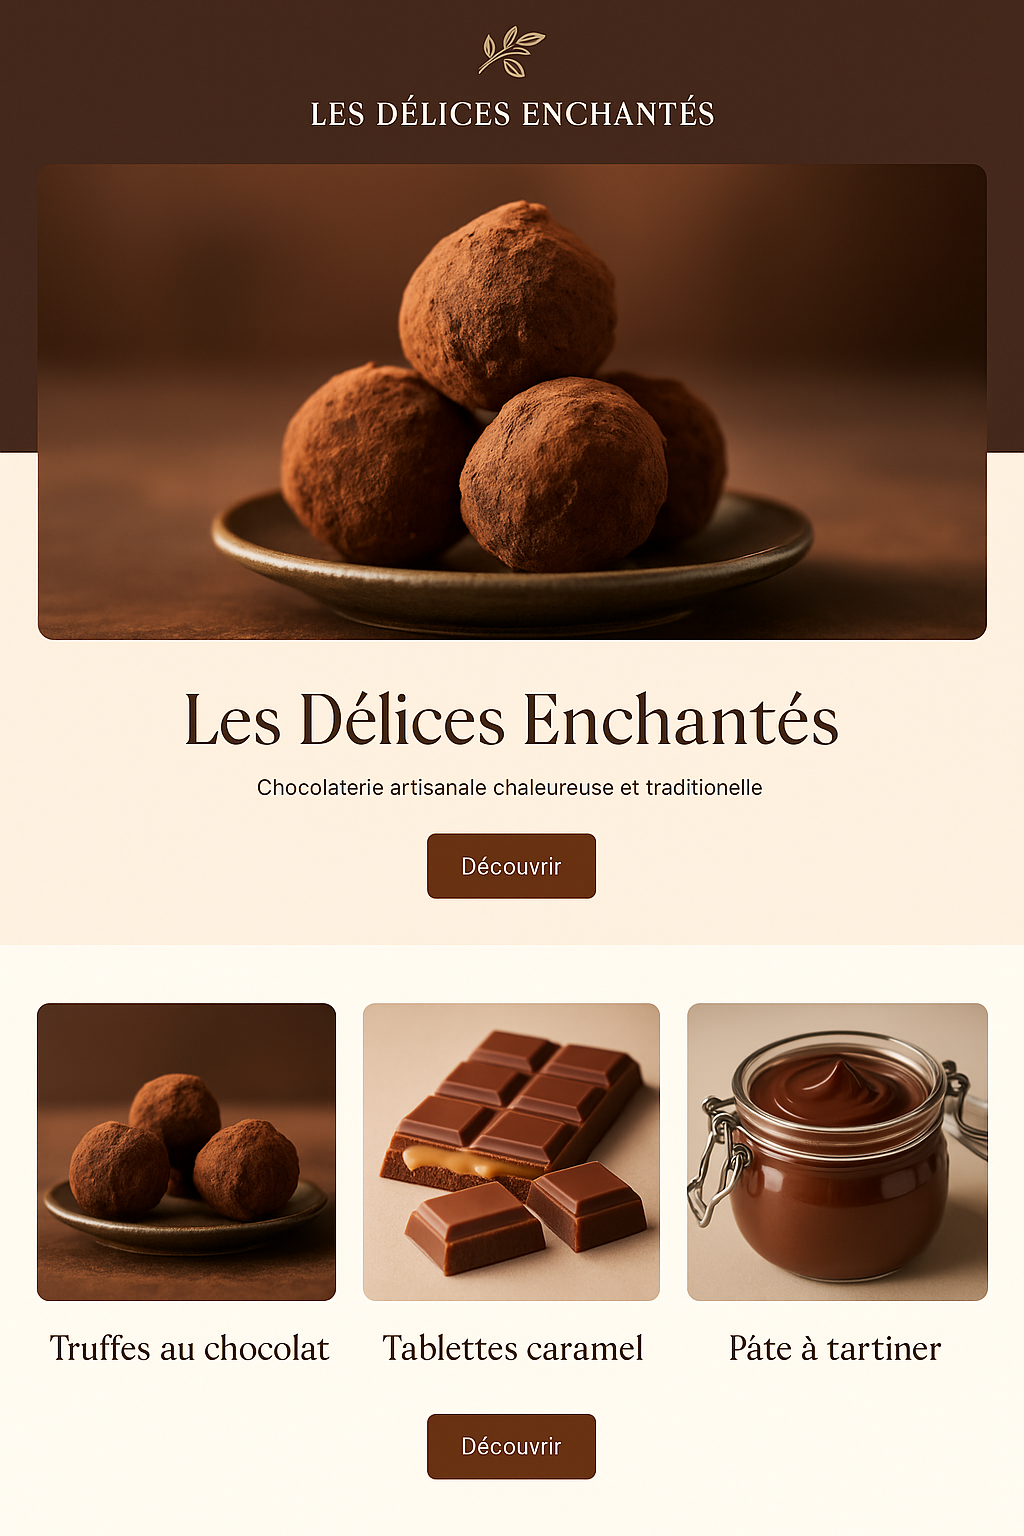 LES DÉLICES ENCHANTÉS
Les Délices Enchantés
Chocolaterie artisanale chaleureuse et traditionelle
Découvrir
Truffes au chocolat
Tablettes caramel
Páte à tartiner
Découvrir